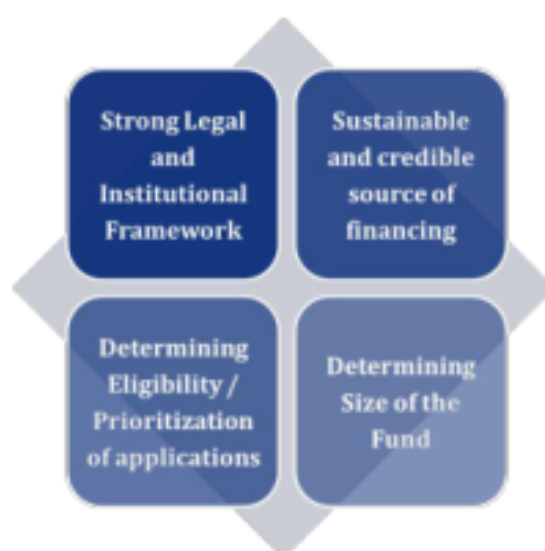 Strong Legal
and
Institutional
Framework
Sustainable
and credible
source of
financing
Determining
Eligibility /
Prioritization
of applications
Determining
Size of the
Fund